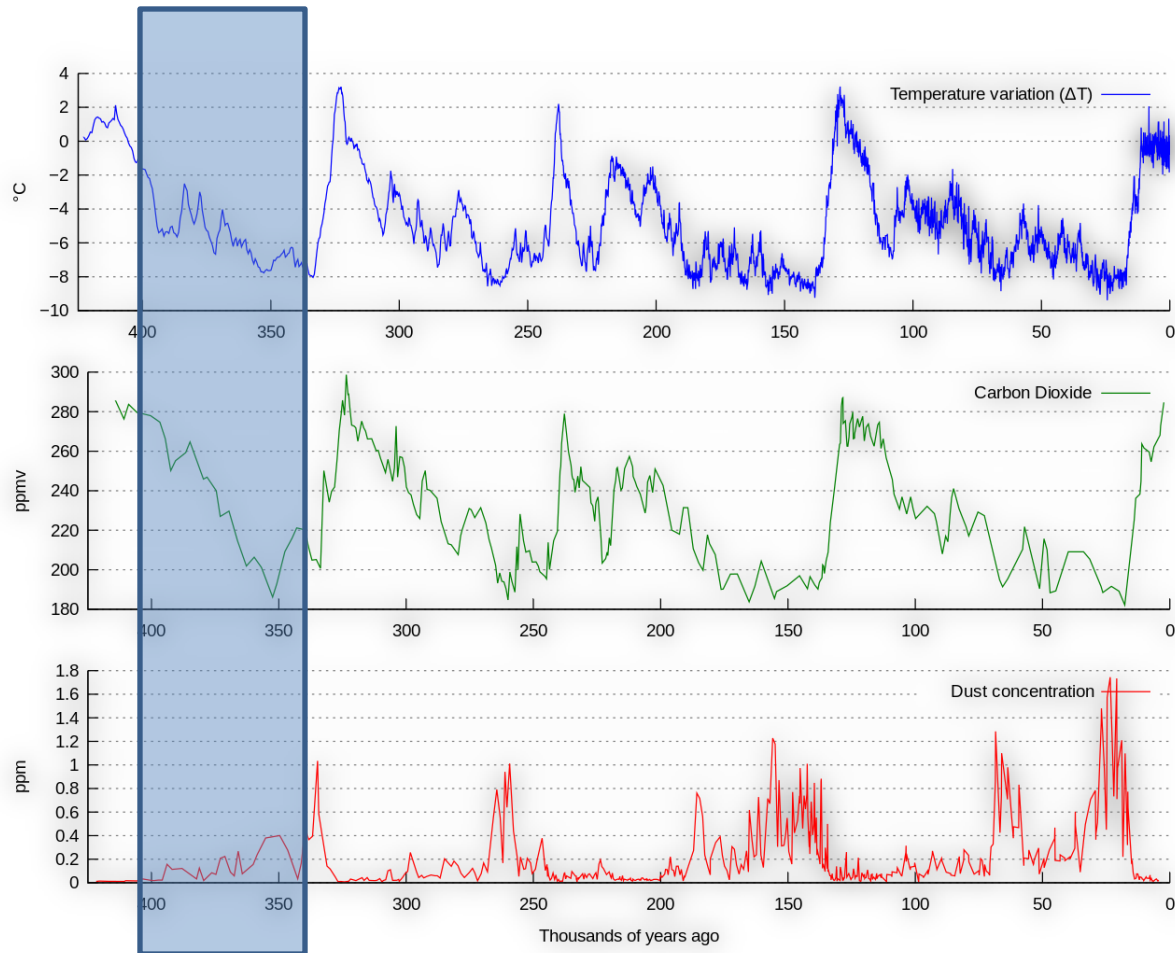 4
2
0
−2
−4
−6
−8
−10
°C
Temperature variation (ΔT)
400 350 300 250 200 150 100 50 0
300
280
260
240
220
200
180
ppmv
Carbon Dioxide
400 350 300 250 200 150 100 50 0
1.8
1.6
1.4
1.2
1
0.8
0.6
0.4
0.2
0
ppm
Dust concentration
400 350 300 250 200 150 100 50 0
Thousands of years ago